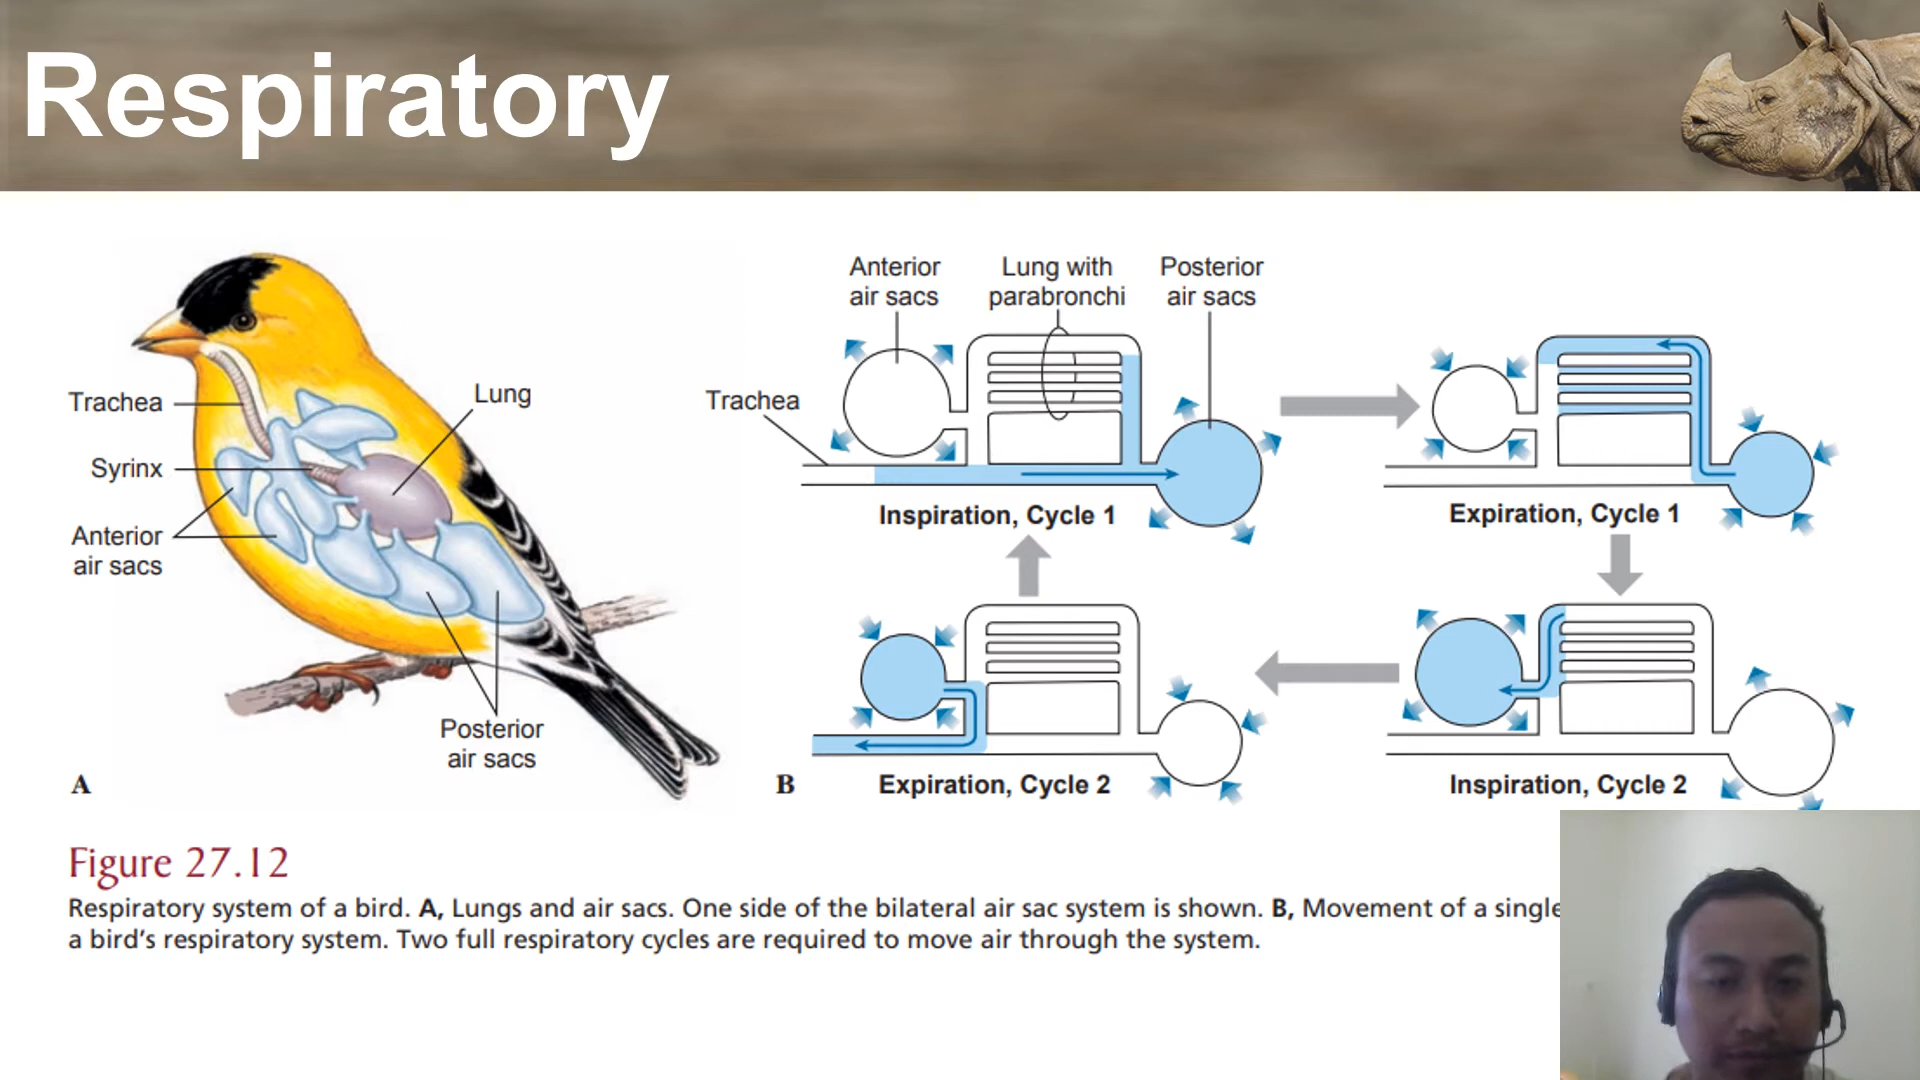 Respiratory
Trachea
Syrinx
Anterior
air sacs
Lung
Posterior
air sacs
A
Anterior
air sacs
Lung with
parabronchi
Posterior
air sacs
Trachea
Inspiration, Cycle 1
Expiration, Cycle 1
B
Expiration, Cycle 2
Inspiration, Cycle 2
Figure 27.12
Respiratory system of a bird. A, Lungs and air sacs. One side of the bilateral air sac system is shown. B, Movement of a single
a bird's respiratory system. Two full respiratory cycles are required to move air through the system.